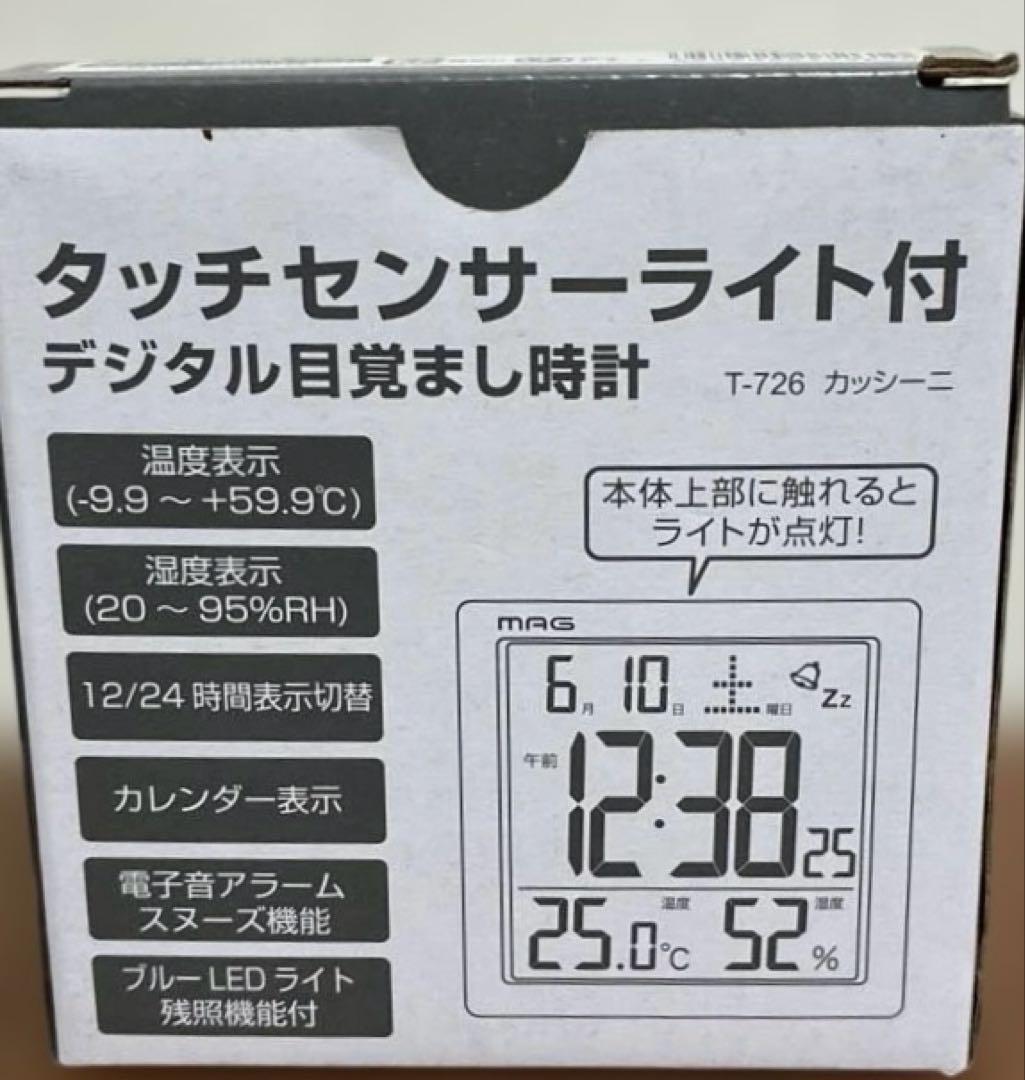 タッチセンサーライト付
デジタル目覚まし時計
T-726 カッシーニ
温度表示
(-9.9 ～ +59.9℃)
湿度表示
(20 ～ 95%RH)
12/24 時間表示切替
カレンダー表示
電子音アラーム
スヌーズ機能
ブルー LED ライト
残照機能付
本体上部に触れると
ライトが点灯!
MAG
6月 10日 土曜日 Zz
午前 12:38 25
温度 湿度
25.0℃ 52%